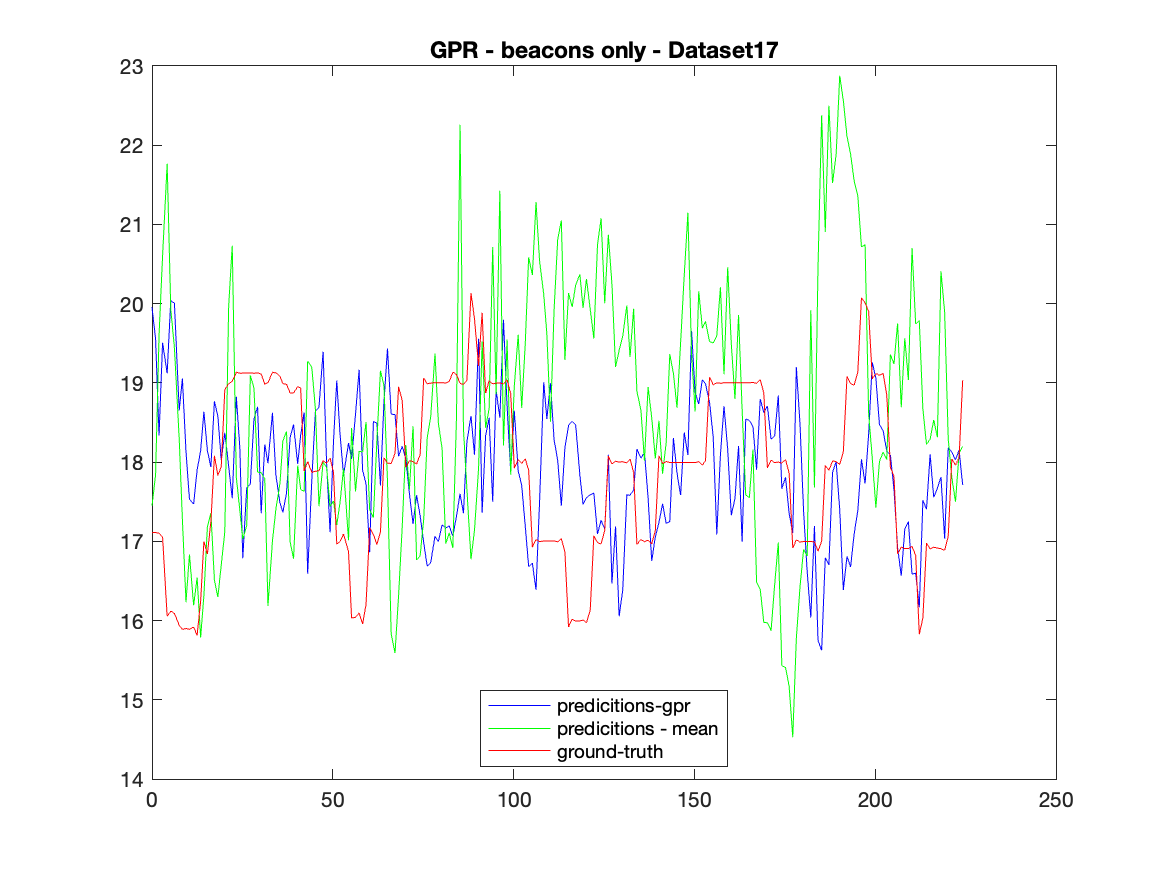 GPR - beacons only - Dataset17
23
22
21
20
19
18
17
16
15
14
0 50 100 150 200 250
predicitions-gpr
predicitions - mean
ground-truth